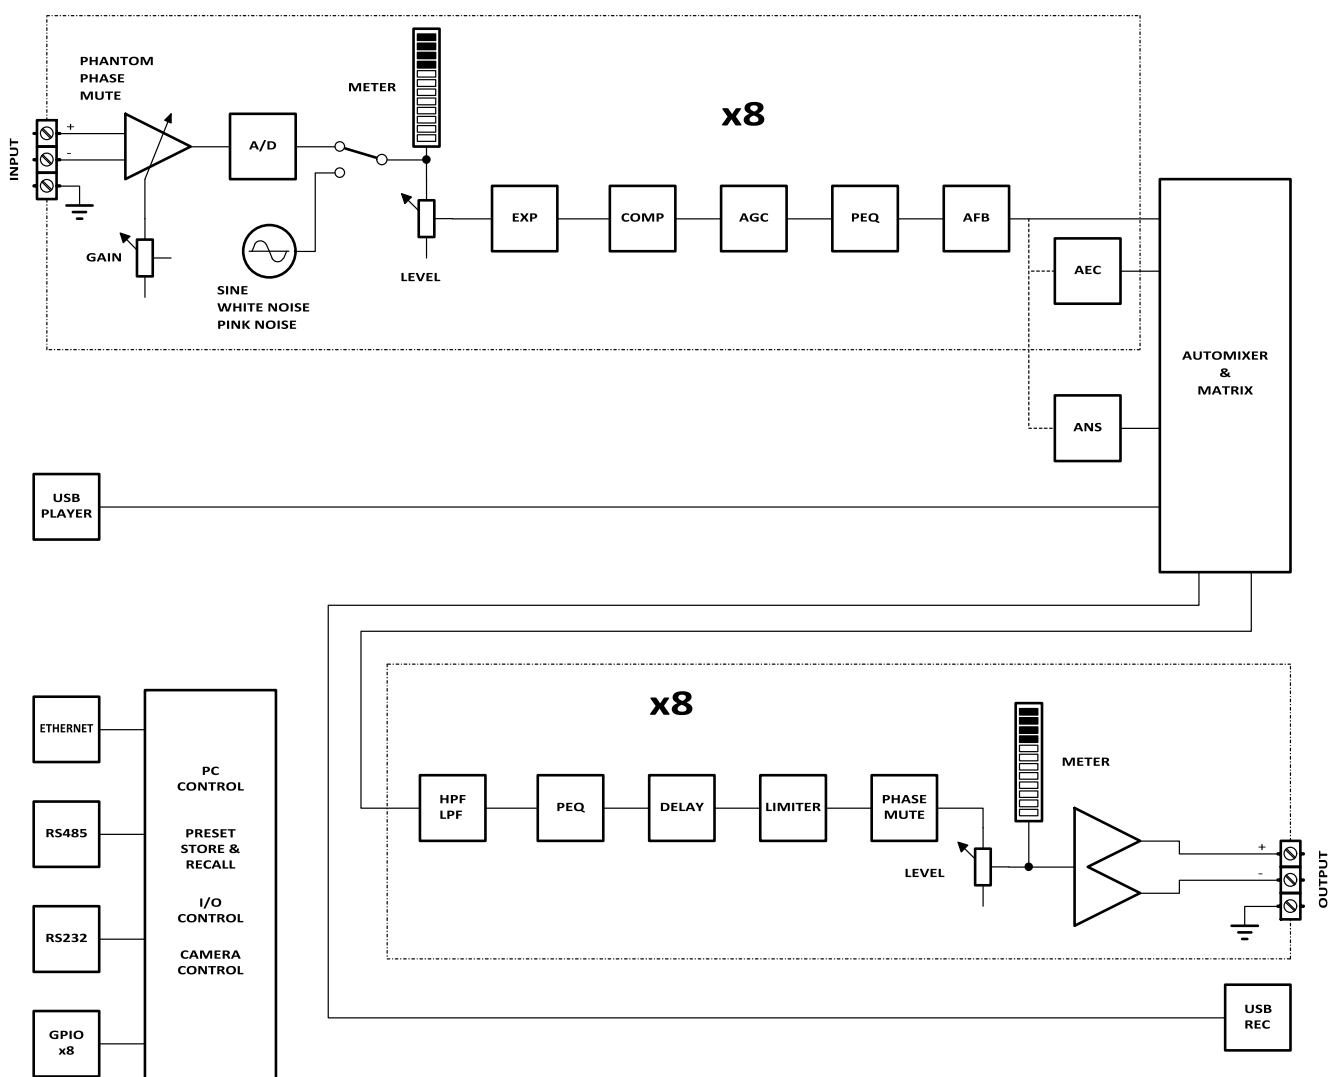 PHANTOM
PHASE
MUTE
METER
x8
+
-
INPUT
A/D
GAIN
SINE
WHITE NOISE
PINK NOISE
LEVEL
EXP
COMP
AGC
PEQ
AFB
AEC
ANS
AUTOMIXER
&
MATRIX
USB
PLAYER
ETHERNET
RS485
RS232
GPIO
x8
PC
CONTROL
PRESET
STORE &
RECALL
I/O
CONTROL
CAMERA
CONTROL
x8
HPF
LPF
PEQ
DELAY
LIMITER
PHASE
MUTE
LEVEL
METER
+
-
OUTPUT
USB
REC